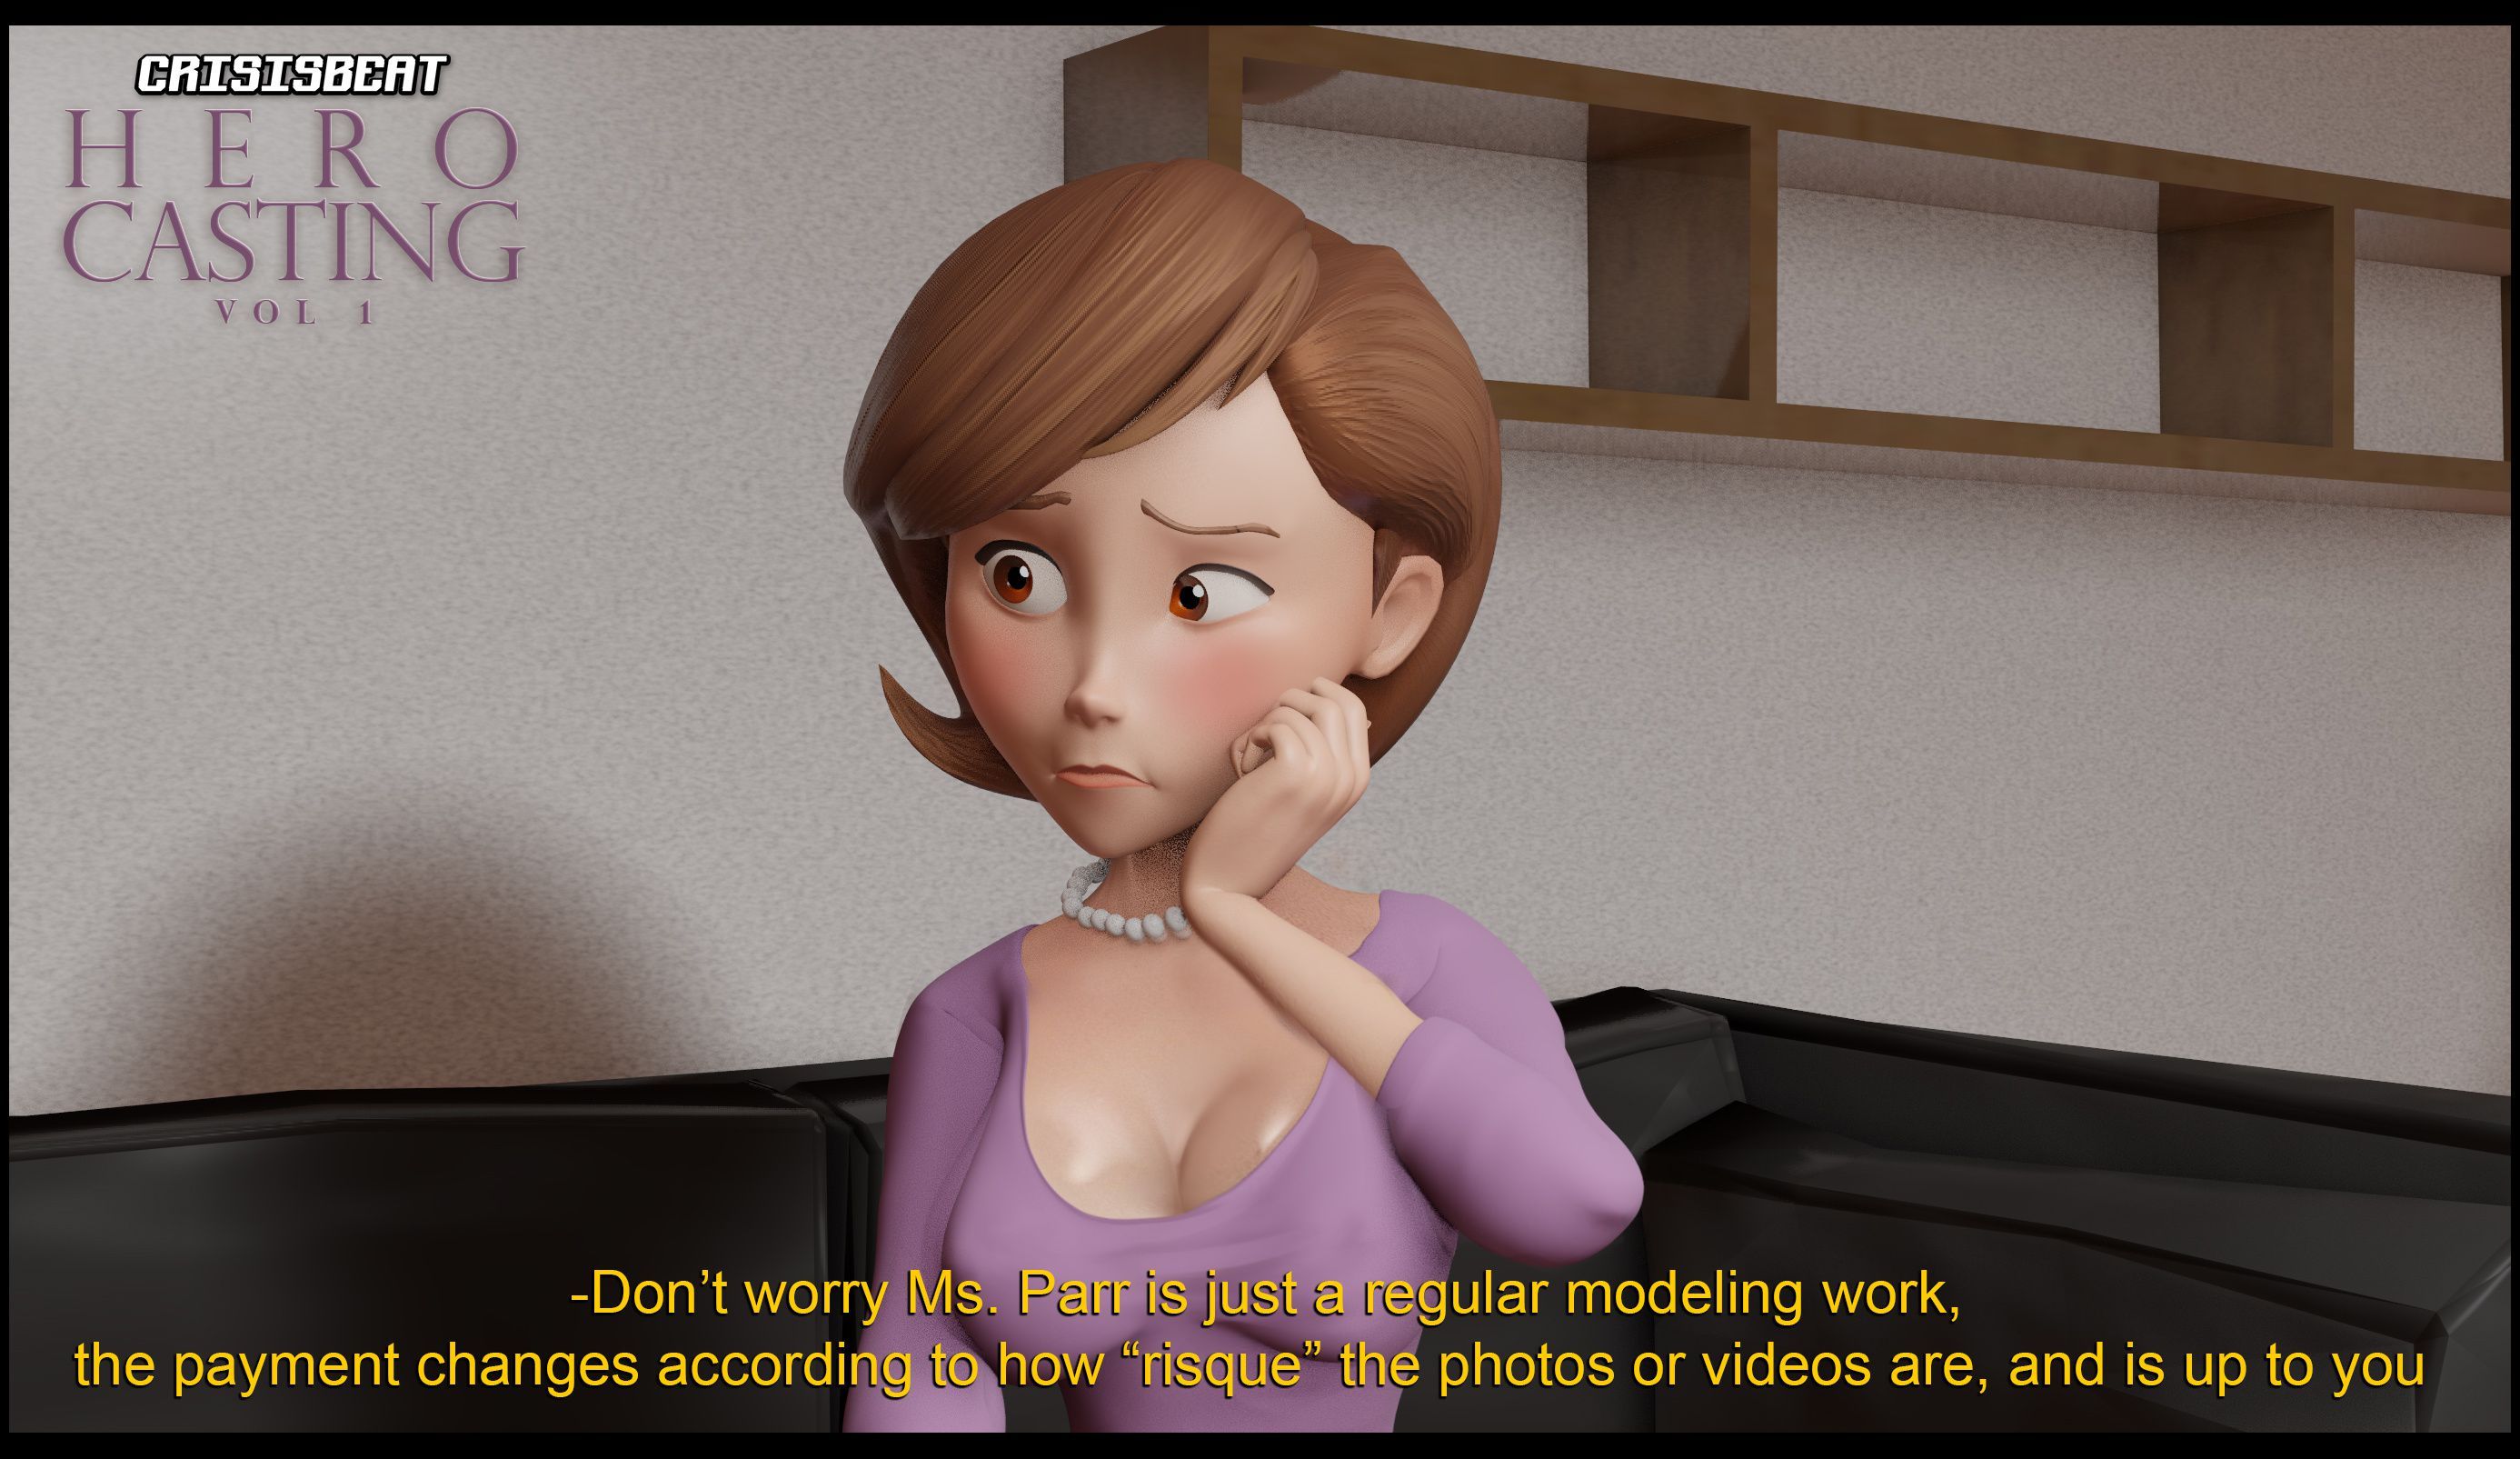 CRISISBEAT
HERO
CASTING
VOL 1
-Don't worry Ms. Parr is just a regular modeling work,
the payment changes according to how “risque” the photos or videos are, and is up to you